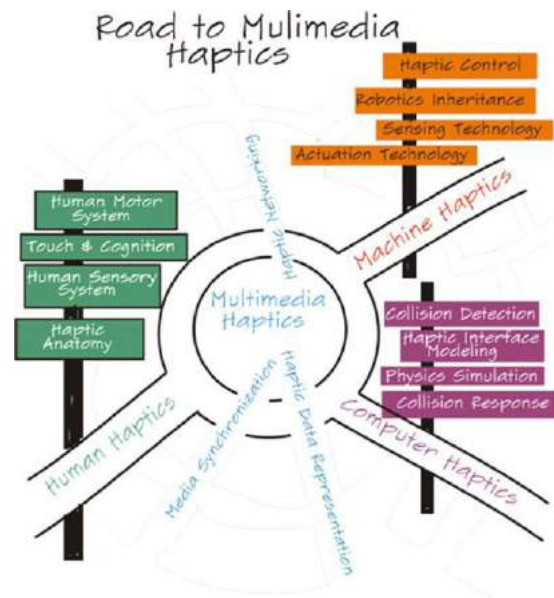 Road to Mulimedia
Haptics
Haptic Control
Robotics Inheritance
Sensing Technology
Actuation Technology
Machine Haptics
Human Motor
System
Touch & Cognition
Human Sensory
System
Haptic
Anatomy
Haptic Networking
Multimedia
Haptics
Collision Detection
Haptic Interface
Modeling
Physics Simulation
Collision Response
Human Haptics
Media Synchronization
Haptic Data Representation
Computer Haptics